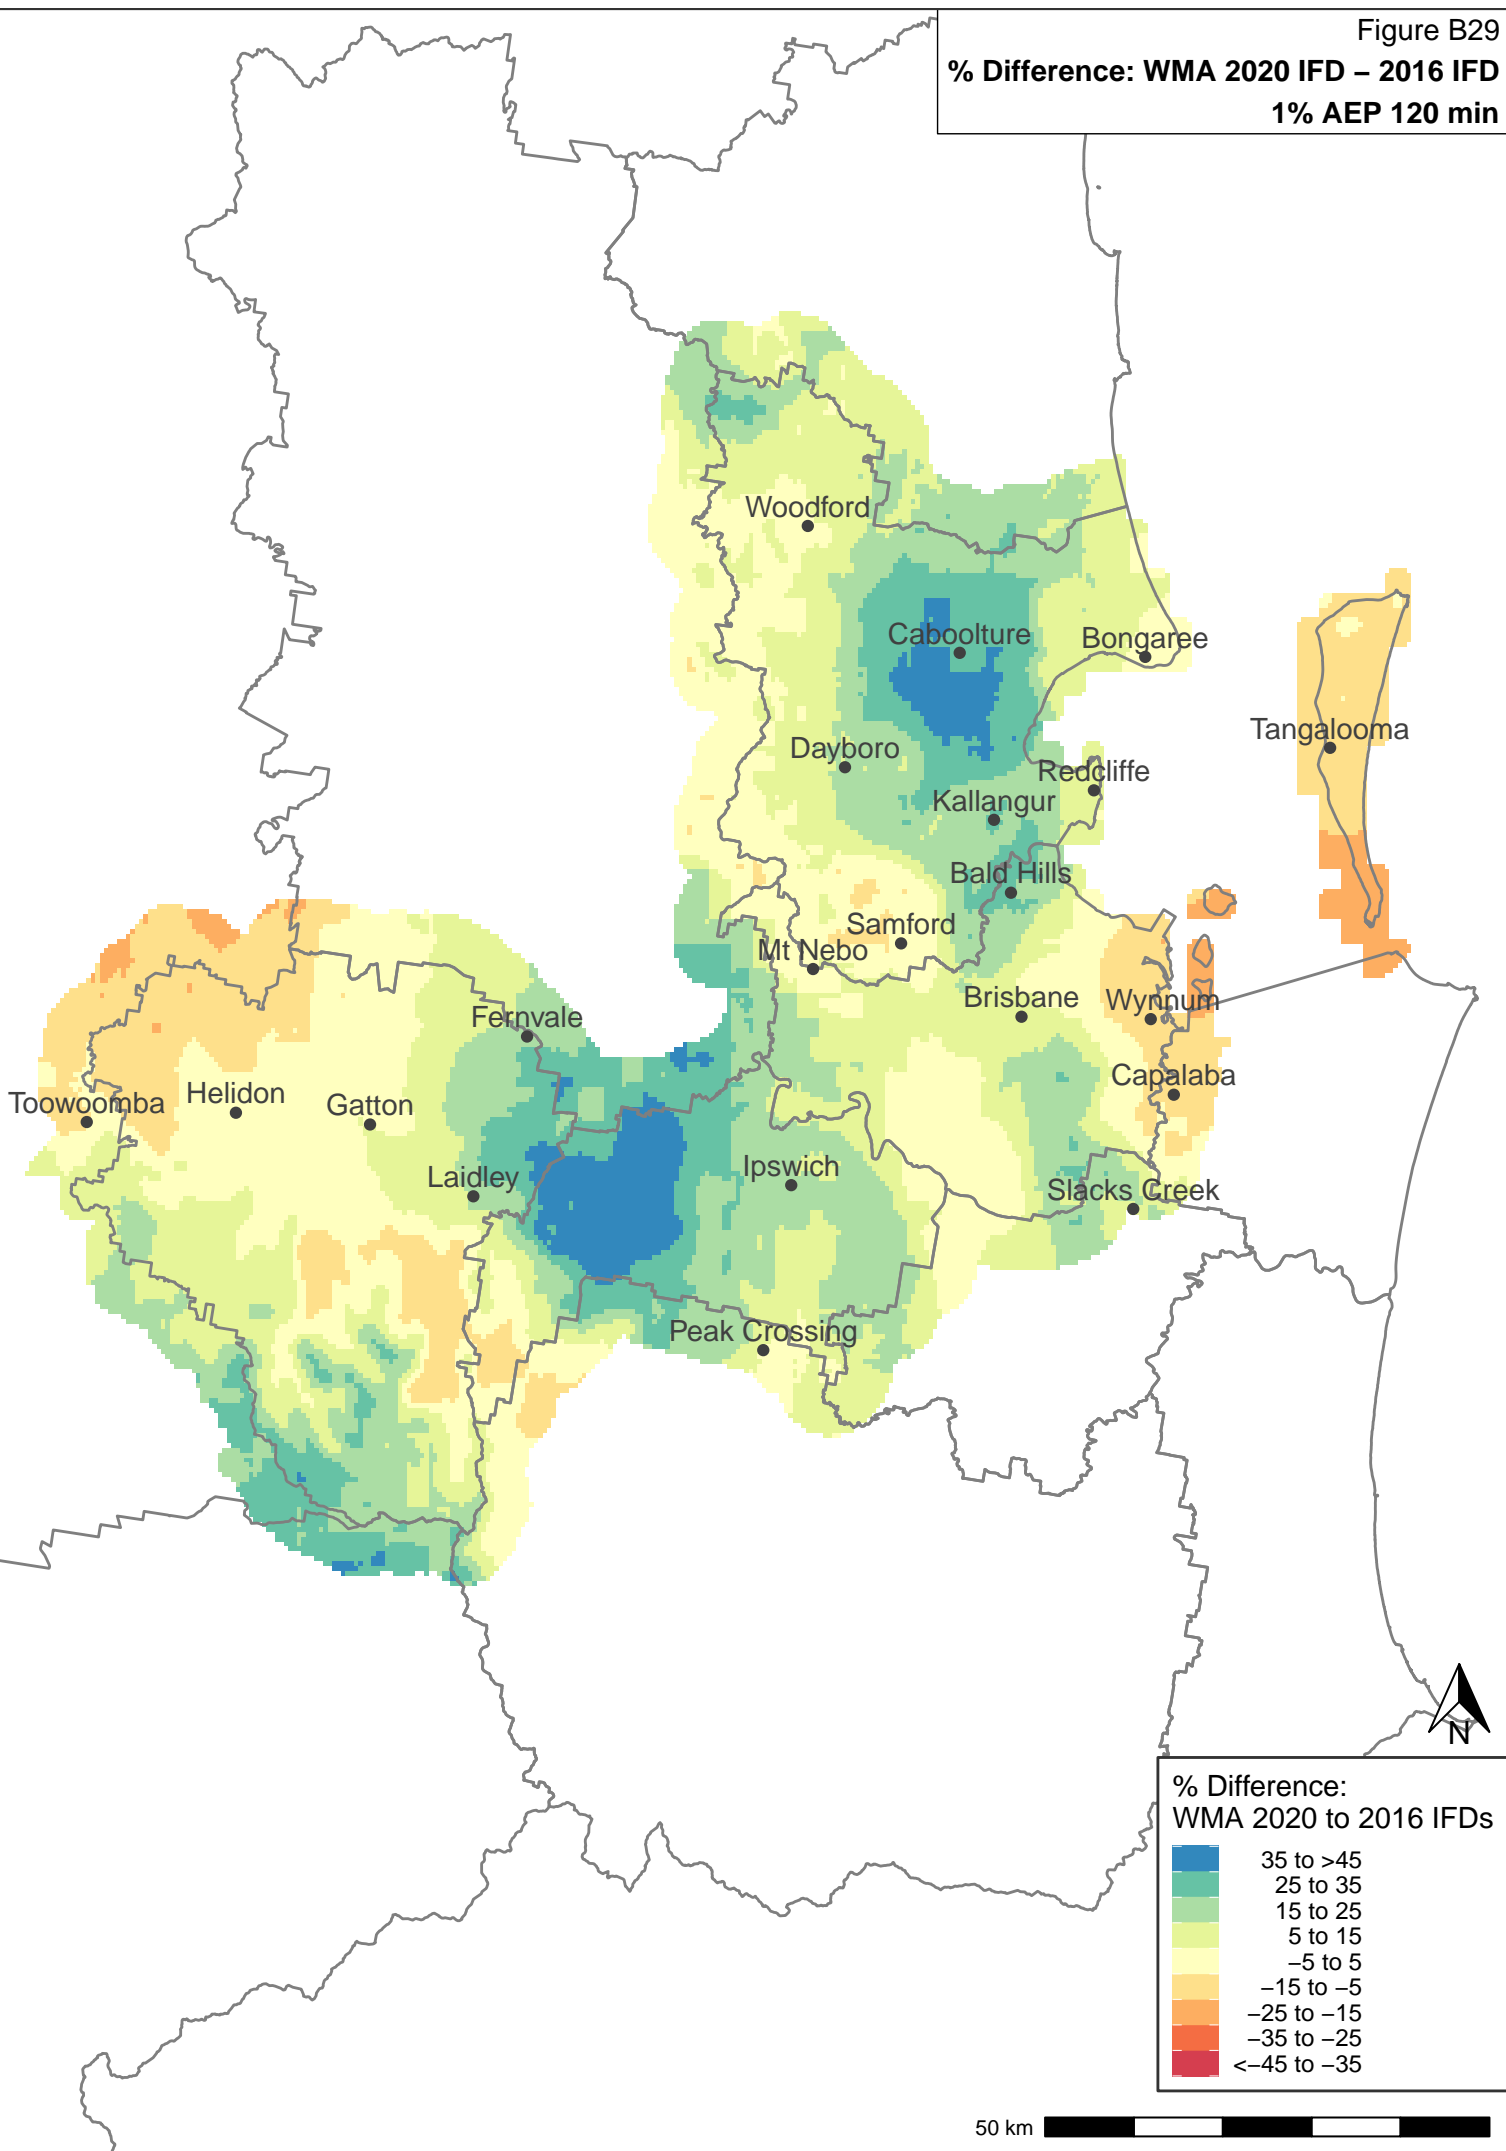 Figure B29
% Difference: WMA 2020 IFD – 2016 IFD
1% AEP 120 min
Woodford
Caboolture
Bongaree
Tangalooma
Dayboro
Redcliffe
Kallangur
Bald Hills
Samford
Mt Nebo
Brisbane
Wynnum
Fernvale
Capalaba
Toowoomba
Helidon
Gatton
Laidley
Ipswich
Slacks Creek
Peak Crossing
N
% Difference:
WMA 2020 to 2016 IFDs
35 to >45
25 to 35
15 to 25
5 to 15
−5 to 5
−15 to −5
−25 to −15
−35 to −25
<−45 to −35
50 km